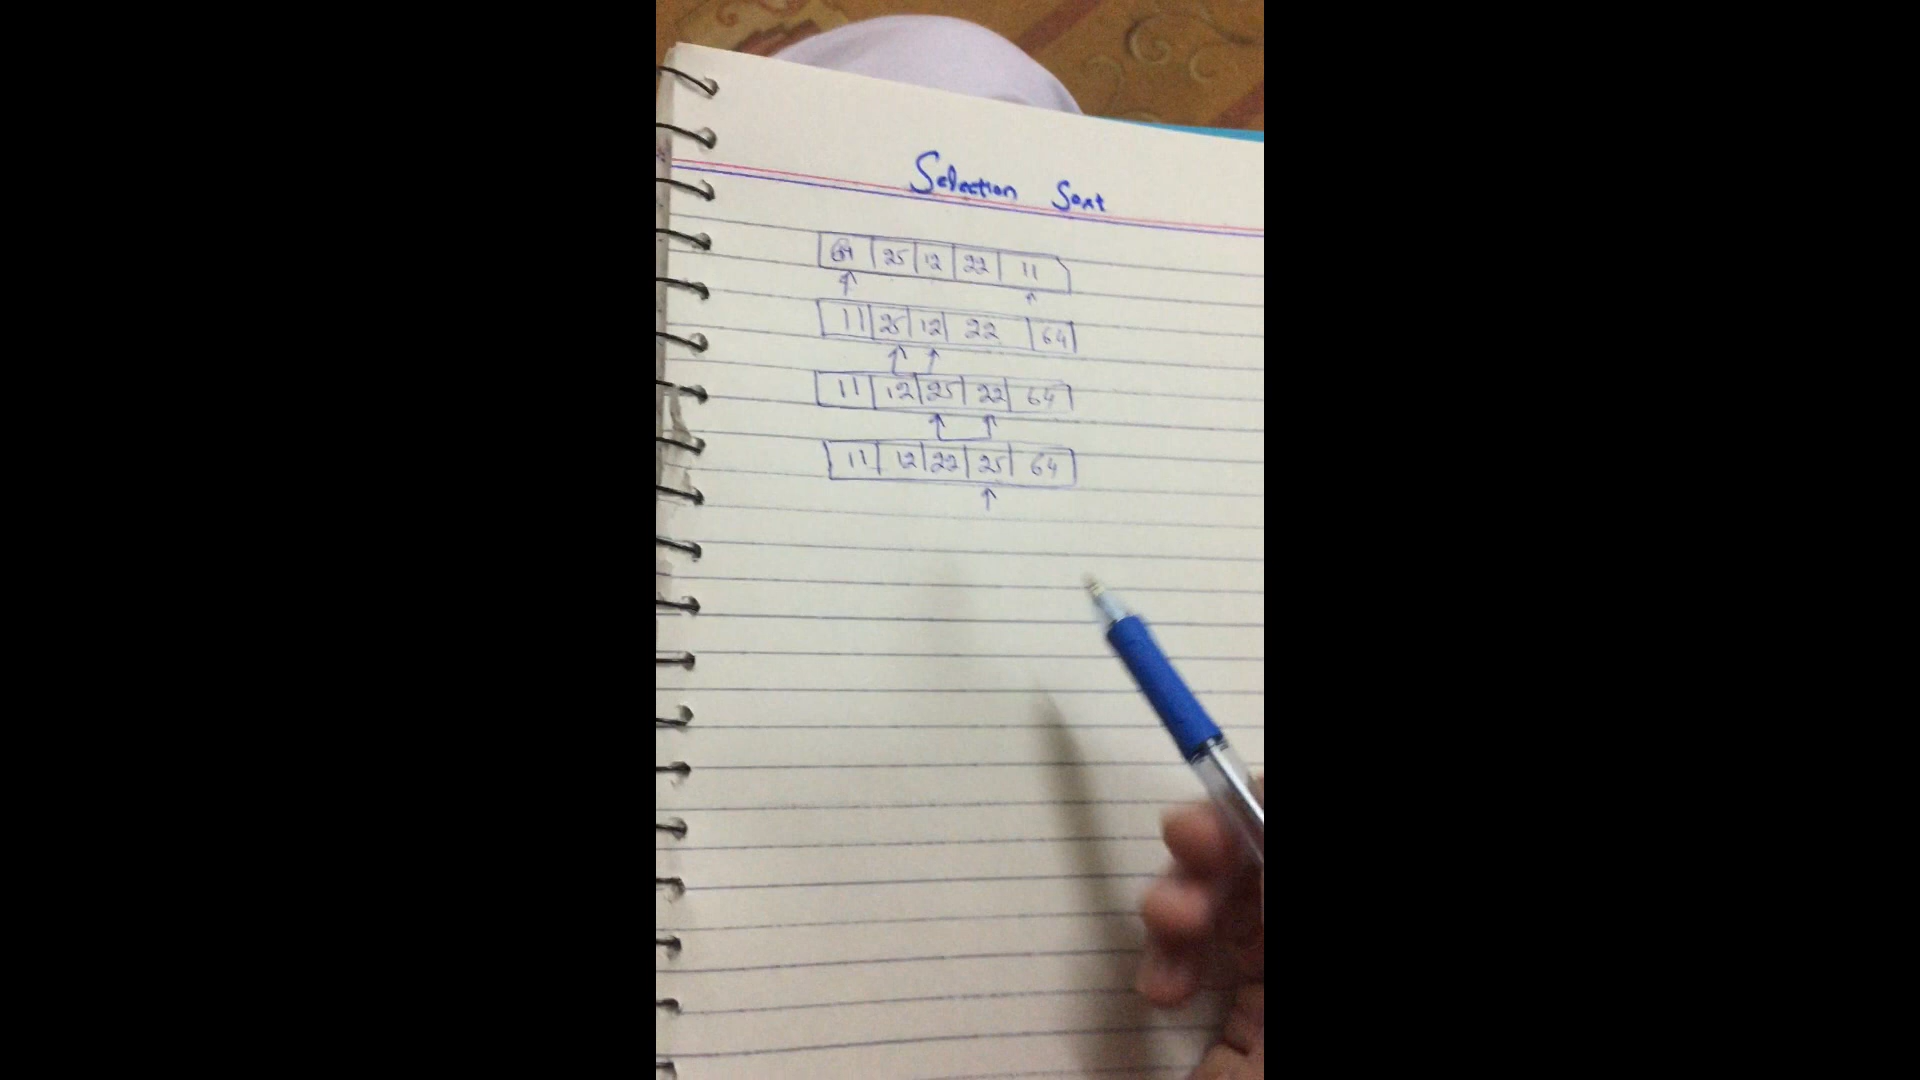 Selection Sort
64 25 12 22 11
11 25 12 22 64
11 12 25 22 64
11 12 22 25 64